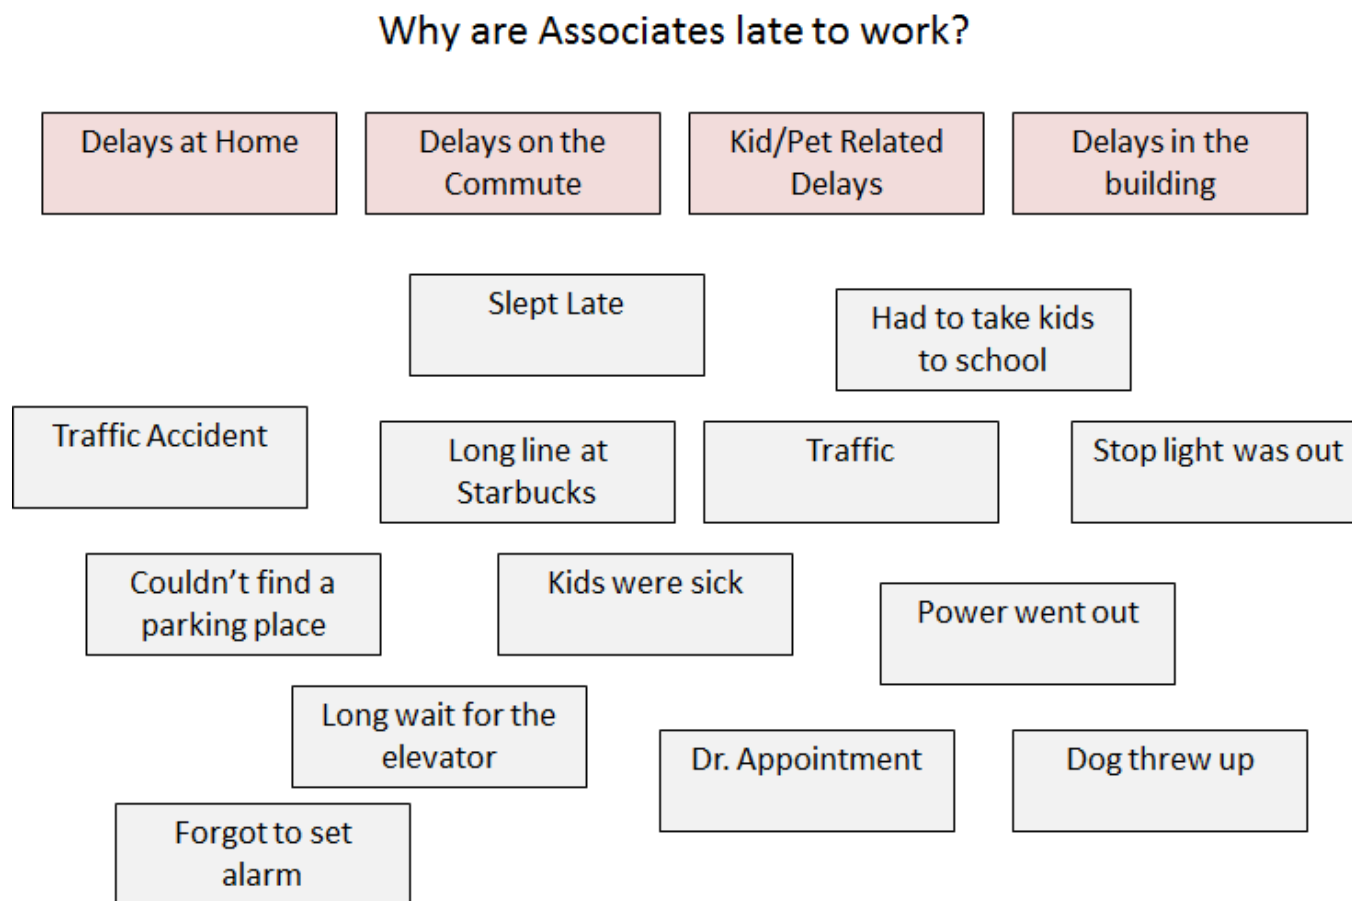 Why are Associates late to work?
Delays at Home
Delays on the
Commute
Kid/Pet Related
Delays
Delays in the
building
Slept Late
Had to take kids
to school
Traffic Accident
Long line at
Starbucks
Traffic
Stop light was out
Couldn’t find a
parking place
Kids were sick
Power went out
Long wait for the
elevator
Dr. Appointment
Dog threw up
Forgot to set
alarm